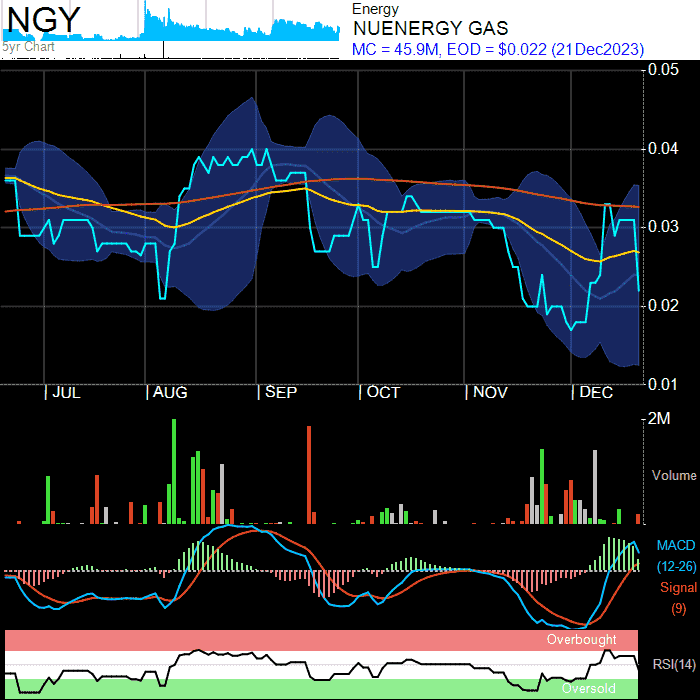 NGY
5yr Chart
Energy
NUENERGY GAS
MC = 45.9M, EOD = $0.022 (21Dec2023)
0.05
0.04
0.03
0.02
0.01
JUL AUG SEP OCT NOV DEC
2M
Volume
MACD
(12-26)
Signal
(9)
Overbought
RSI(14)
Oversold